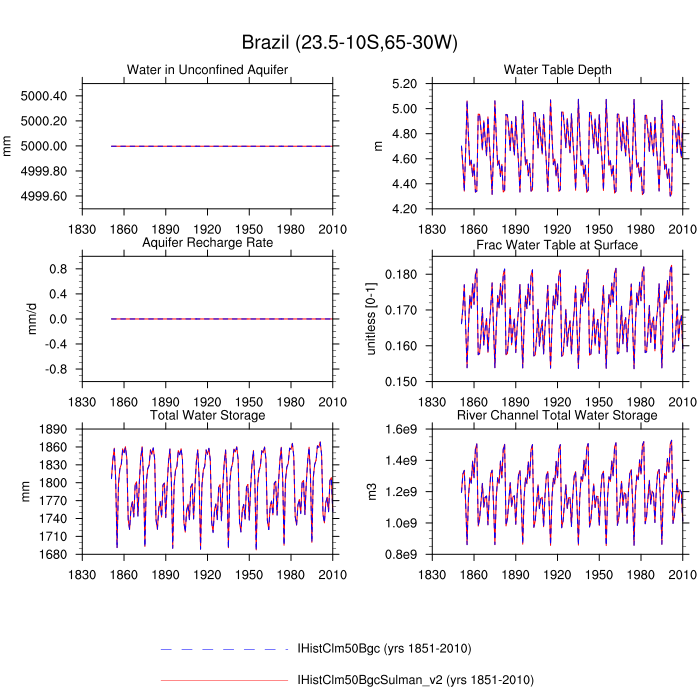 Brazil (23.5-10S,65-30W)
Water in Unconfined Aquifer
Water Table Depth
5000.40
5000.20
5000.00
4999.80
4999.60
mm
1830 1860 1890 1920 1950 1980 2010
5.20
5.00
4.80
4.60
4.40
4.20
m
1830 1860 1890 1920 1950 1980 2010
Aquifer Recharge Rate
Frac Water Table at Surface
0.8
0.4
0.0
-0.4
-0.8
mm/d
1830 1860 1890 1920 1950 1980 2010
0.180
0.170
0.160
0.150
unitless [0-1]
1830 1860 1890 1920 1950 1980 2010
Total Water Storage
River Channel Total Water Storage
1890
1860
1830
1800
1770
1740
1710
1680
mm
1830 1860 1890 1920 1950 1980 2010
1.6e9
1.4e9
1.2e9
1.0e9
0.8e9
m3
1830 1860 1890 1920 1950 1980 2010
IHistClm50Bgc (yrs 1851-2010)
IHistClm50BgcSulman_v2 (yrs 1851-2010)